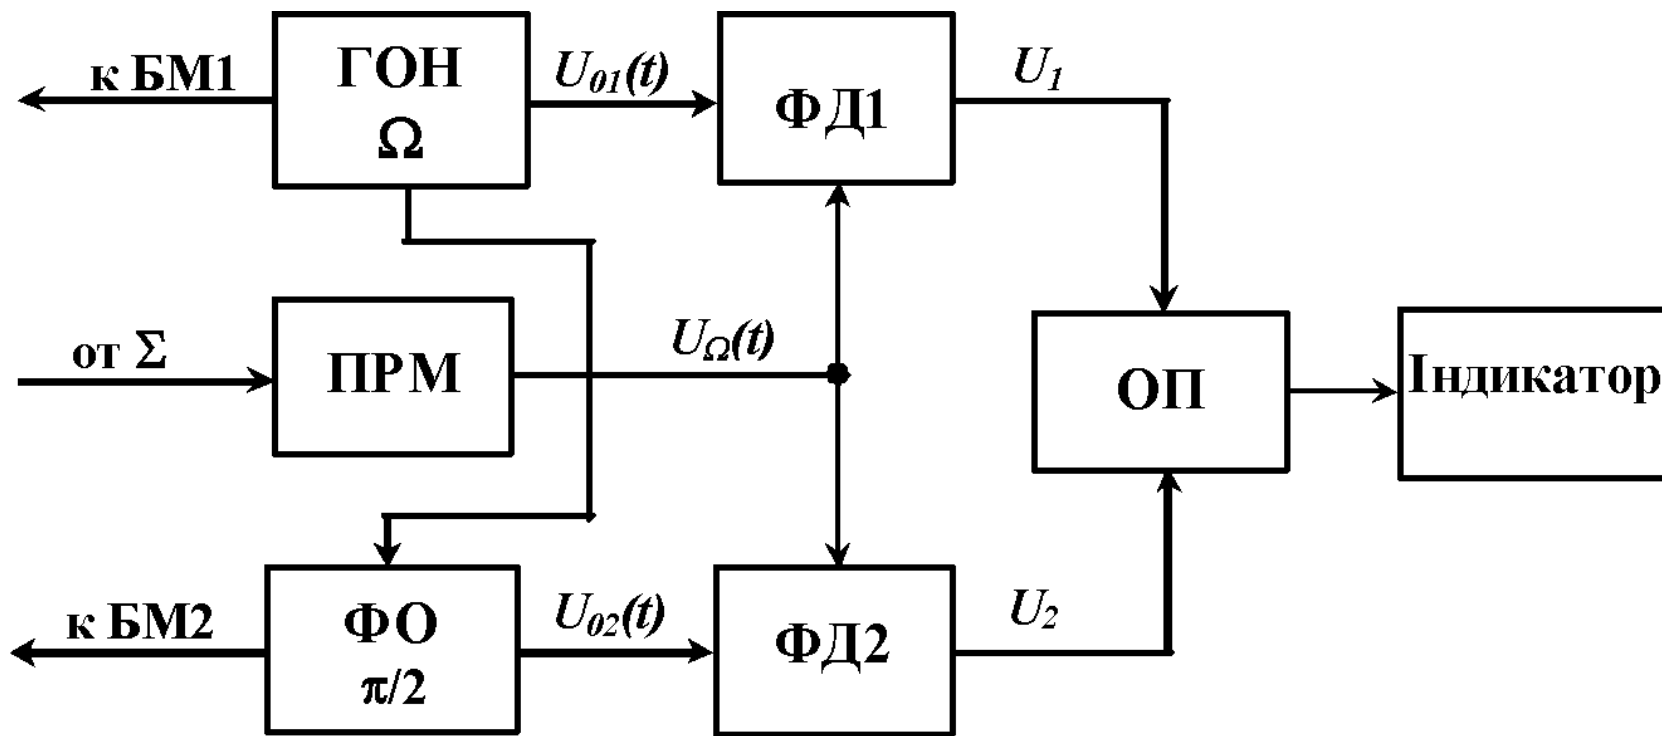 к БМ1
ГОН
Ω
U01(t)
ФД1
U1
от Σ
ПРМ
UΩ(t)
ОП
Індикатор
к БМ2
ФО
π/2
U02(t)
ФД2
U2